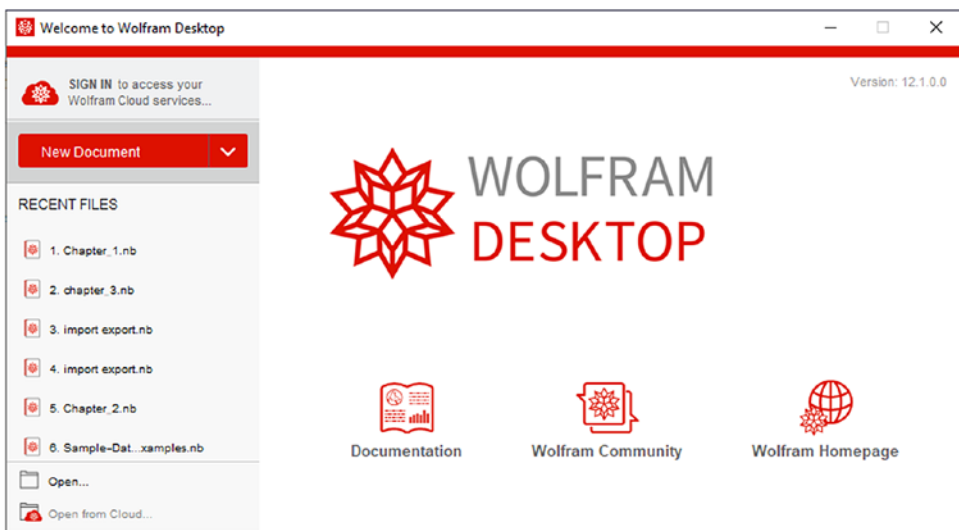 Welcome to Wolfram Desktop
SIGN IN to access your
Wolfram Cloud services...
New Document
RECENT FILES
1. Chapter_1.nb
2. chapter_3.nb
3. import export.nb
4. import export.nb
5. Chapter_2.nb
6. Sample-Dat...xamples.nb
Open...
Open from Cloud...
Version: 12.1.0.0
WOLFRAM
DESKTOP
Documentation
Wolfram Community
Wolfram Homepage